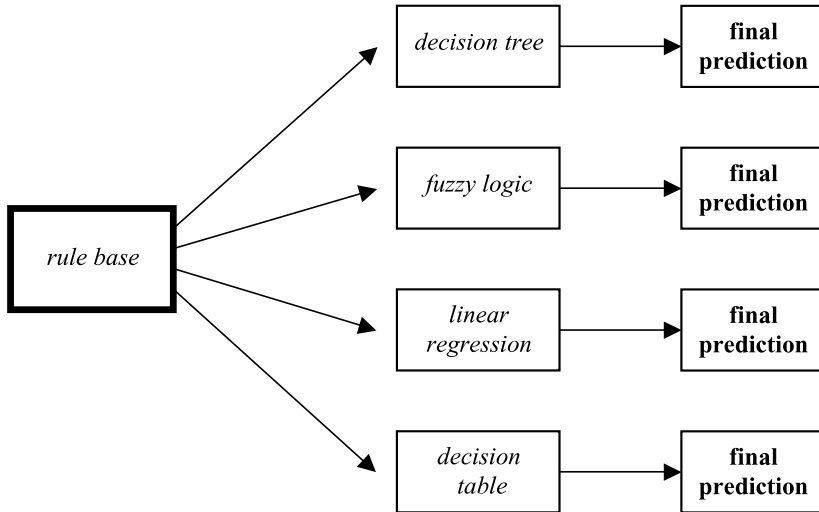 decision tree
final
prediction
fuzzy logic
final
prediction
rule base
linear
regression
final
prediction
decision
table
final
prediction